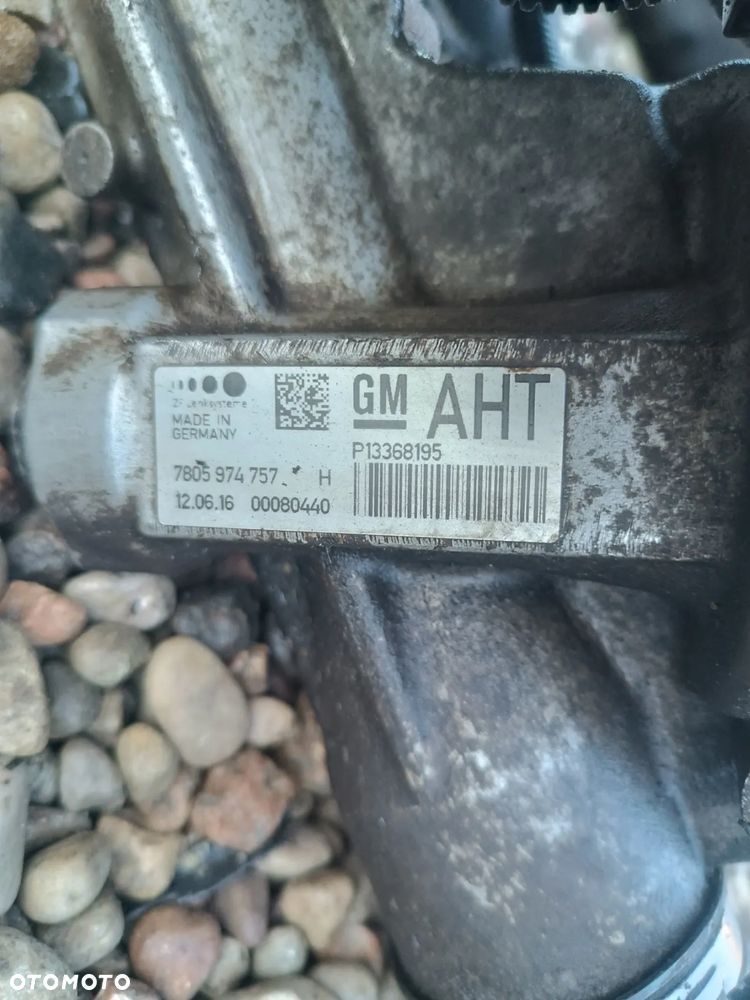 ZF Lenksysteme
MADE IN
GERMANY
7805 974 757 H
12.06.16 00080440
GM AHT
P13368195
OTOMOTO